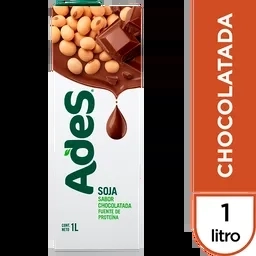 AdeS
SOJA
SABOR
CHOCOLATADA
FUENTE DE
PROTEÍNA
CONT.
NETO 1L
CHOCOLATADA
1
litro